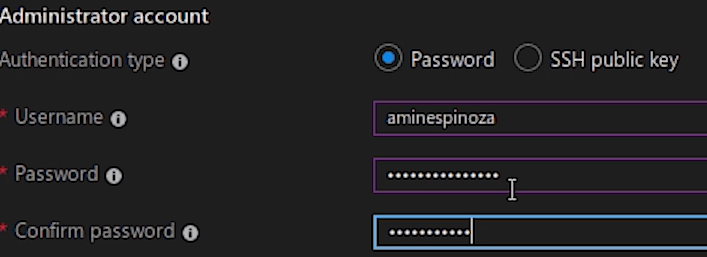 Administrator account
Authentication type Password SSH public key
* Username aminespinoza
* Password •••••••••••••••
* Confirm password •••••••••••